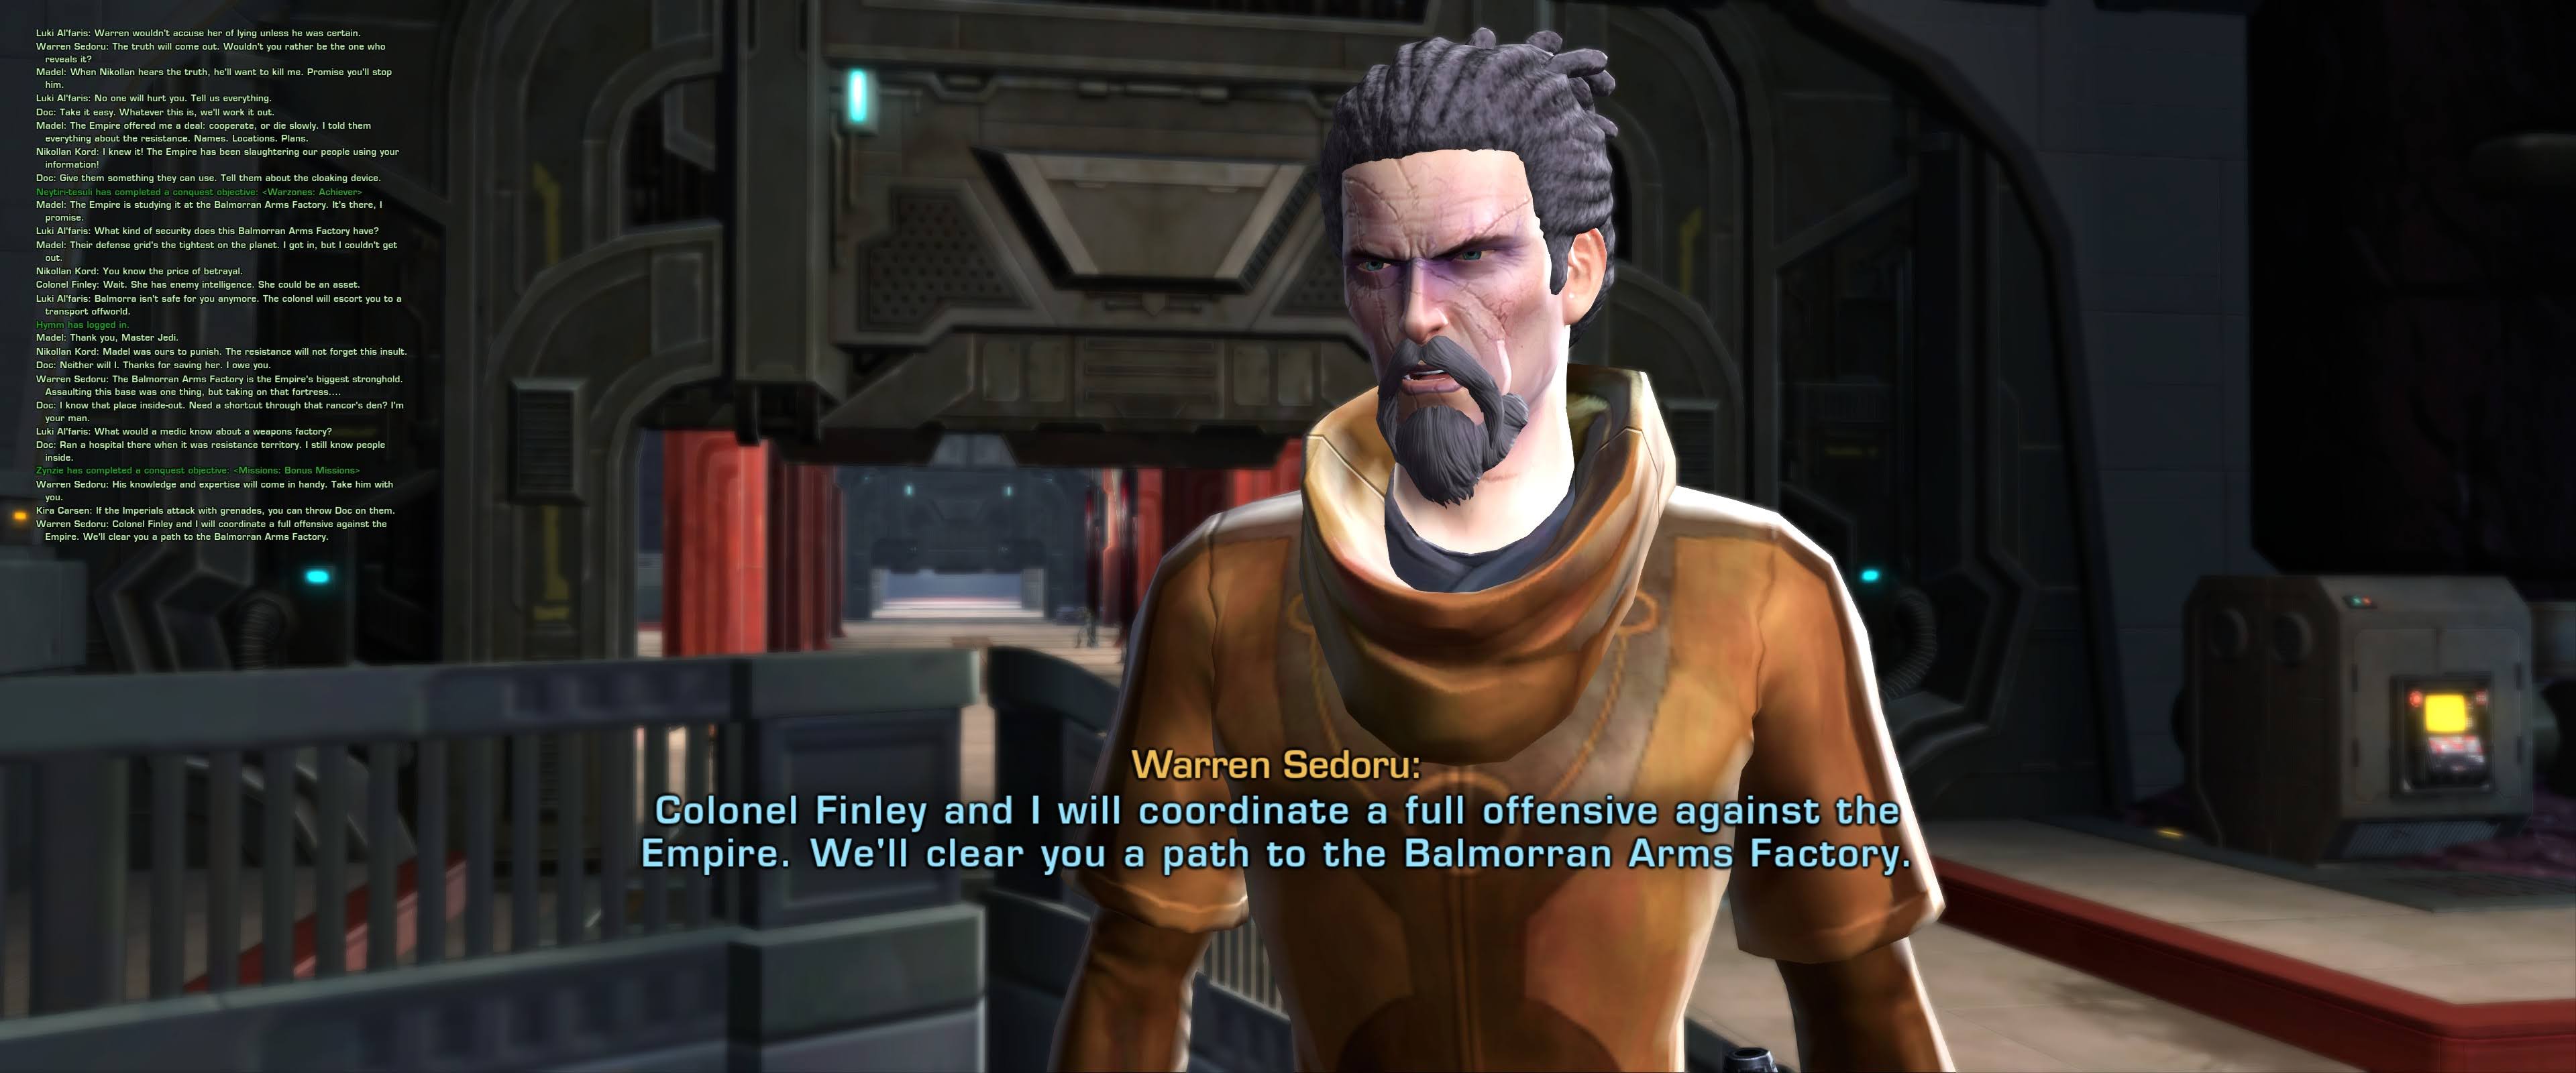 Luki Al'faris: Warren wouldn't accuse her of lying unless he was certain.
Warren Sedoru: The truth will come out. Wouldn't you rather be the one who
reveals it?
Madel: When Nikollan hears the truth, he'll want to kill me. Promise you'll stop
him.
Luki Al'faris: No one will hurt you. Tell us everything.
Doc: Take it easy. Whatever this is, we'll work it out.
Madel: The Empire offered me a deal: cooperate, or die slowly. I told them
everything about the resistance. Names. Locations. Plans.
Nikollan Kord: I knew it! The Empire has been slaughtering our people using your
information!
Doc: Give them something they can use. Tell them about the cloaking device.
Neytiri-tesuli has completed a conquest objective: <Warzones: Achiever>
Madel: The Empire is studying it at the Balmorran Arms Factory. It's there, I
promise.
Luki Al'faris: What kind of security does this Balmorran Arms Factory have?
Madel: Their defense grid's the tightest on the planet. I got in, but I couldn't get
out.
Nikollan Kord: You know the price of betrayal.
Colonel Finley: Wait. She has enemy intelligence. She could be an asset.
Luki Al'faris: Balmorra isn't safe for you anymore. The colonel will escort you to a
transport offworld.
Hymm has logged in.
Madel: Thank you, Master Jedi.
Nikollan Kord: Madel was ours to punish. The resistance will not forget this insult.
Doc: Neither will I. Thanks for saving her. I owe you.
Warren Sedoru: The Balmorran Arms Factory is the Empire's biggest stronghold.
Assaulting this base was one thing, but taking on that fortress....
Doc: I know that place inside-out. Need a shortcut through that rancor's den? I'm
your man.
Luki Al'faris: What would a medic know about a weapons factory?
Doc: Ran a hospital there when it was resistance territory. I still know people
inside.
Zynzie has completed a conquest objective: <Missions: Bonus Missions>
Warren Sedoru: His knowledge and expertise will come in handy. Take him with
you.
Kira Carsen: If the Imperials attack with grenades, you can throw Doc on them.
Warren Sedoru: Colonel Finley and I will coordinate a full offensive against the
Empire. We'll clear you a path to the Balmorran Arms Factory.
Warren Sedoru:
Colonel Finley and I will coordinate a full offensive against the
Empire. We'll clear you a path to the Balmorran Arms Factory.